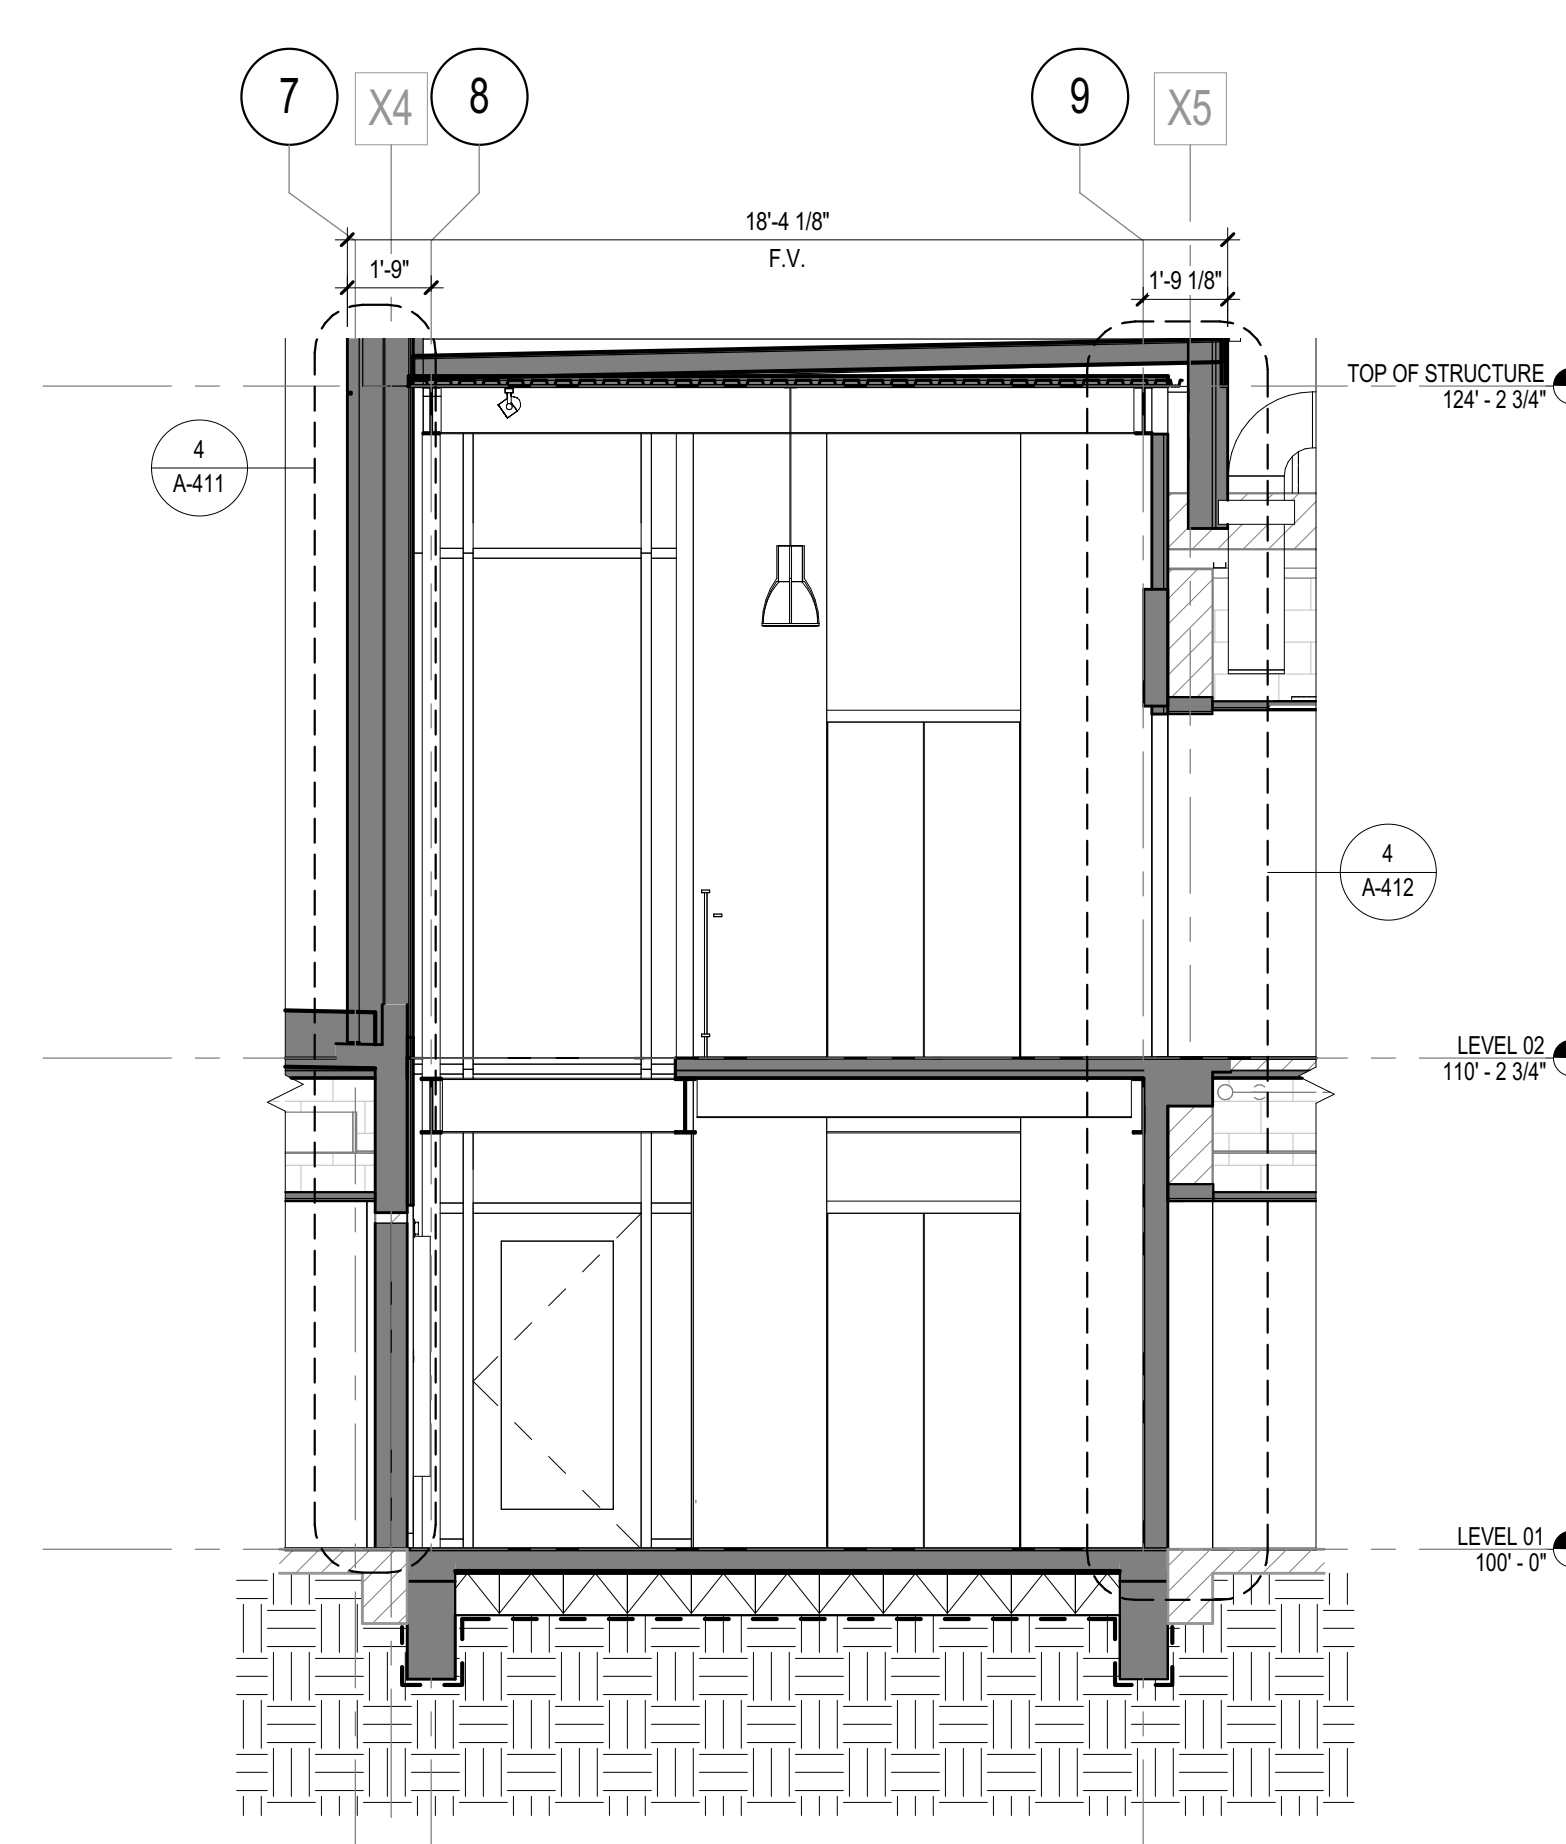 7
X4
8
9
X5
18'-4 1/8"
F.V.
1'-9"
1'-9 1/8"
TOP OF STRUCTURE
124' - 2 3/4"
4
A-411
4
A-412
LEVEL 02
110' - 2 3/4"
LEVEL 01
100' - 0"